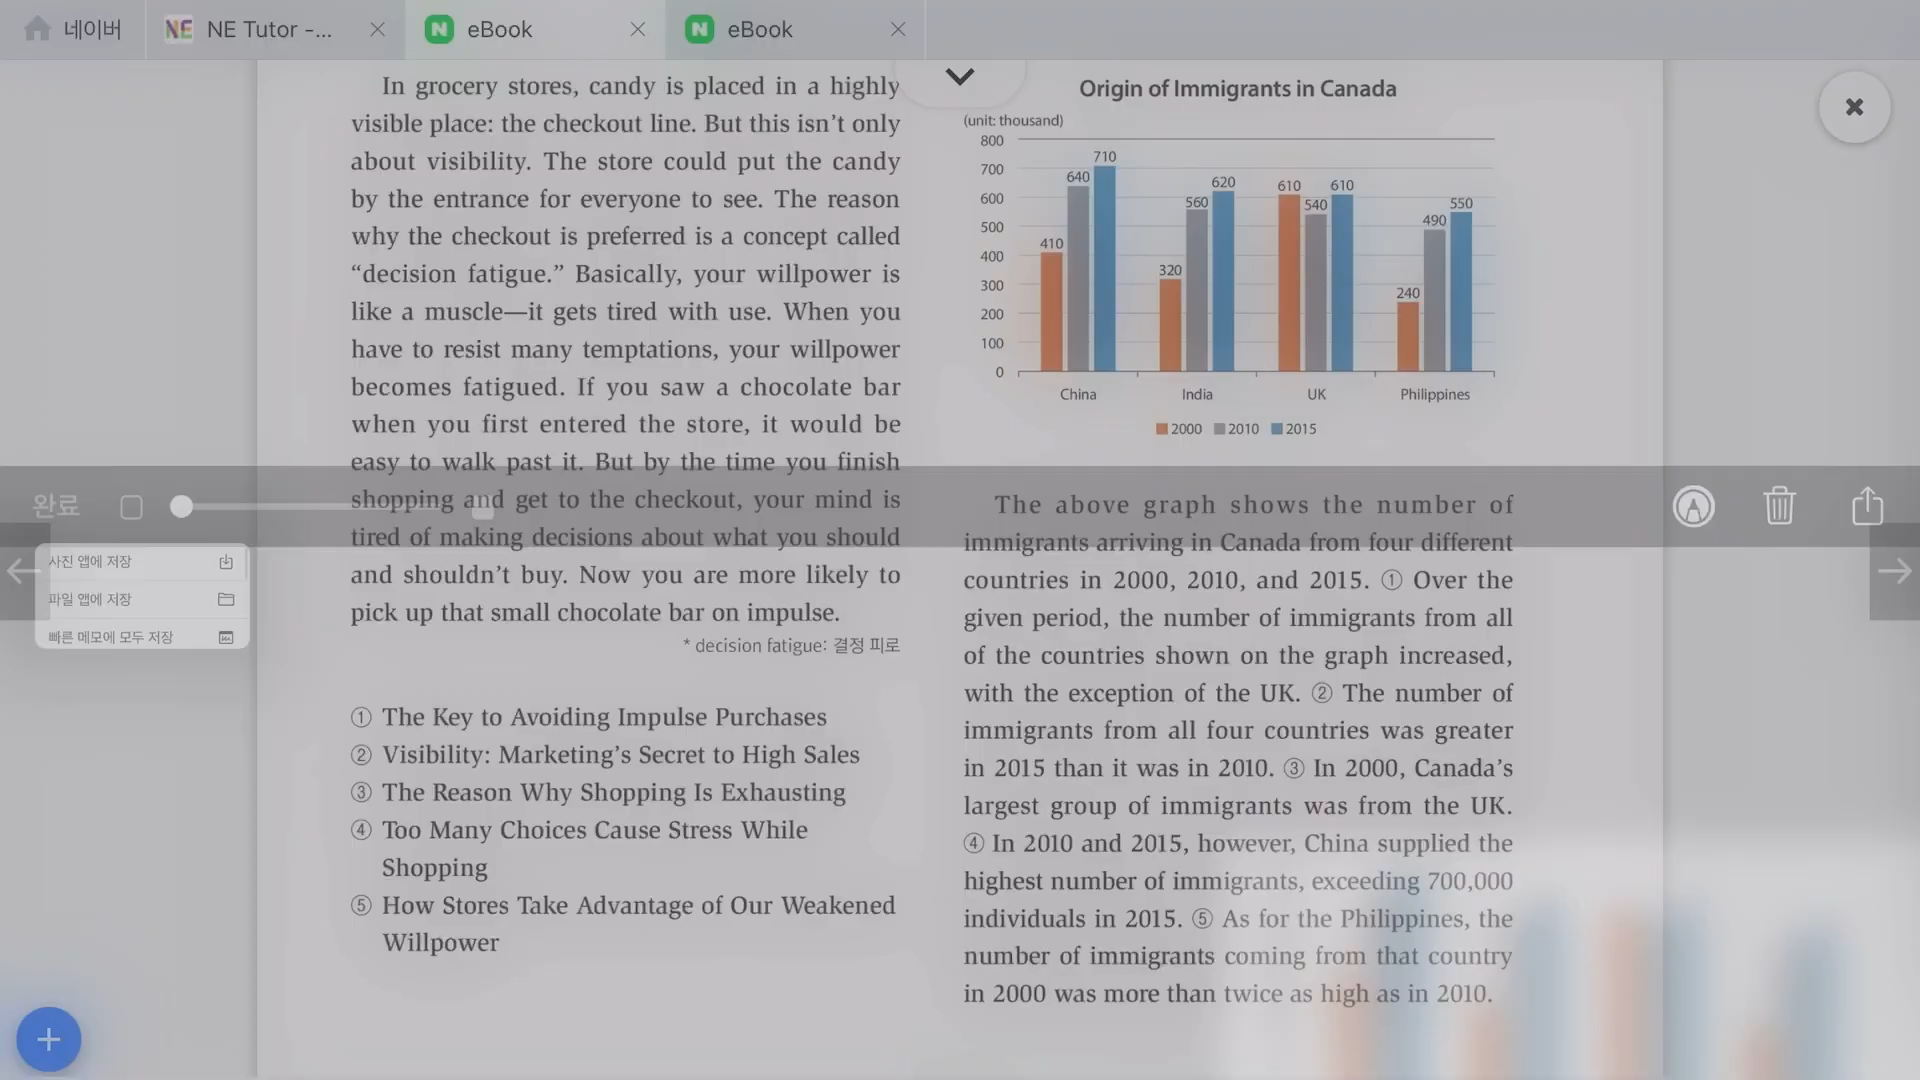 네이버
NE Tutor -...
eBook
eBook
In grocery stores, candy is placed in a highly
visible place: the checkout line. But this isn’t only
about visibility. The store could put the candy
by the entrance for everyone to see. The reason
why the checkout is preferred is a concept called
“decision fatigue.” Basically, your willpower is
like a muscle—it gets tired with use. When you
have to resist many temptations, your willpower
becomes fatigued. If you saw a chocolate bar
when you first entered the store, it would be
easy to walk past it. But by the time you finish
shopping and get to the checkout, your mind is
tired of making decisions about what you should
and shouldn’t buy. Now you are more likely to
pick up that small chocolate bar on impulse.
* decision fatigue: 결정 피로
① The Key to Avoiding Impulse Purchases
② Visibility: Marketing’s Secret to High Sales
③ The Reason Why Shopping Is Exhausting
④ Too Many Choices Cause Stress While
Shopping
⑤ How Stores Take Advantage of Our Weakened
Willpower
완료
사진 앱에 저장
파일 앱에 저장
빠른 메모에 모두 저장
Origin of Immigrants in Canada
(unit: thousand)
800
700
600
500
400
300
200
100
0
410
640
710
320
560
620
610
540
610
240
490
550
China
India
UK
Philippines
2000
2010
2015
The above graph shows the number of
immigrants arriving in Canada from four different
countries in 2000, 2010, and 2015. ① Over the
given period, the number of immigrants from all
of the countries shown on the graph increased,
with the exception of the UK. ② The number of
immigrants from all four countries was greater
in 2015 than it was in 2010. ③ In 2000, Canada’s
largest group of immigrants was from the UK.
④ In 2010 and 2015, however, China supplied the
highest number of immigrants, exceeding 700,000
individuals in 2015. ⑤ As for the Philippines, the
number of immigrants coming from that country
in 2000 was more than twice as high as in 2010.